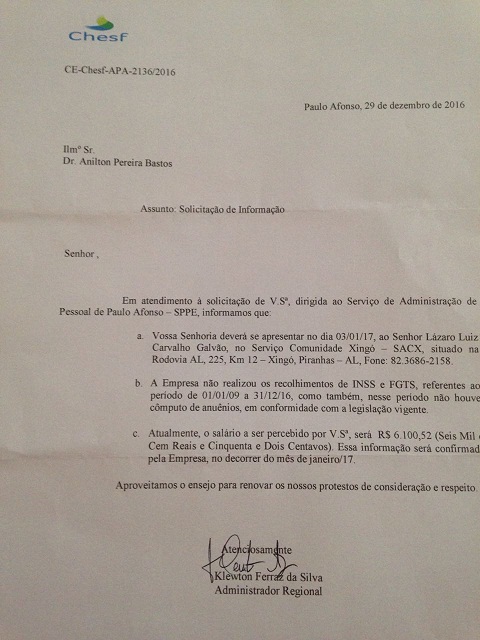 Chesf
CE-Chesf-APA-2136/2016
Paulo Afonso, 29 de dezembro de 2016
Ilmº Sr.
Dr. Anilton Pereira Bastos
Assunto: Solicitação de Informação
Senhor ,
Em atendimento à solicitação de V.Sª, dirigida ao Serviço de Administração de
Pessoal de Paulo Afonso – SPPE, informamos que:
a. Vossa Senhoria deverá se apresentar no dia 03/01/17, ao Senhor Lázaro Luiz
Carvalho Galvão, no Serviço Comunidade Xingó – SACX, situado na
Rodovia AL, 225, Km 12 – Xingó, Piranhas – AL, Fone: 82.3686-2158.
b. A Empresa não realizou os recolhimentos de INSS e FGTS, referentes ao
período de 01/01/09 a 31/12/16, como também, nesse período não houve
cômputo de anuênios, em conformidade com a legislação vigente.
c. Atualmente, o salário a ser percebido por V.Sª, será R$ 6.100,52 (Seis Mil e
Cem Reais e Cinquenta e Dois Centavos). Essa informação será confirmad
pela Empresa, no decorrer do mês de janeiro/17.
Aproveitamos o ensejo para renovar os nossos protestos de consideração e respeito.
Atenciosamente
Klewton Ferraz da Silva
Administrador Regional